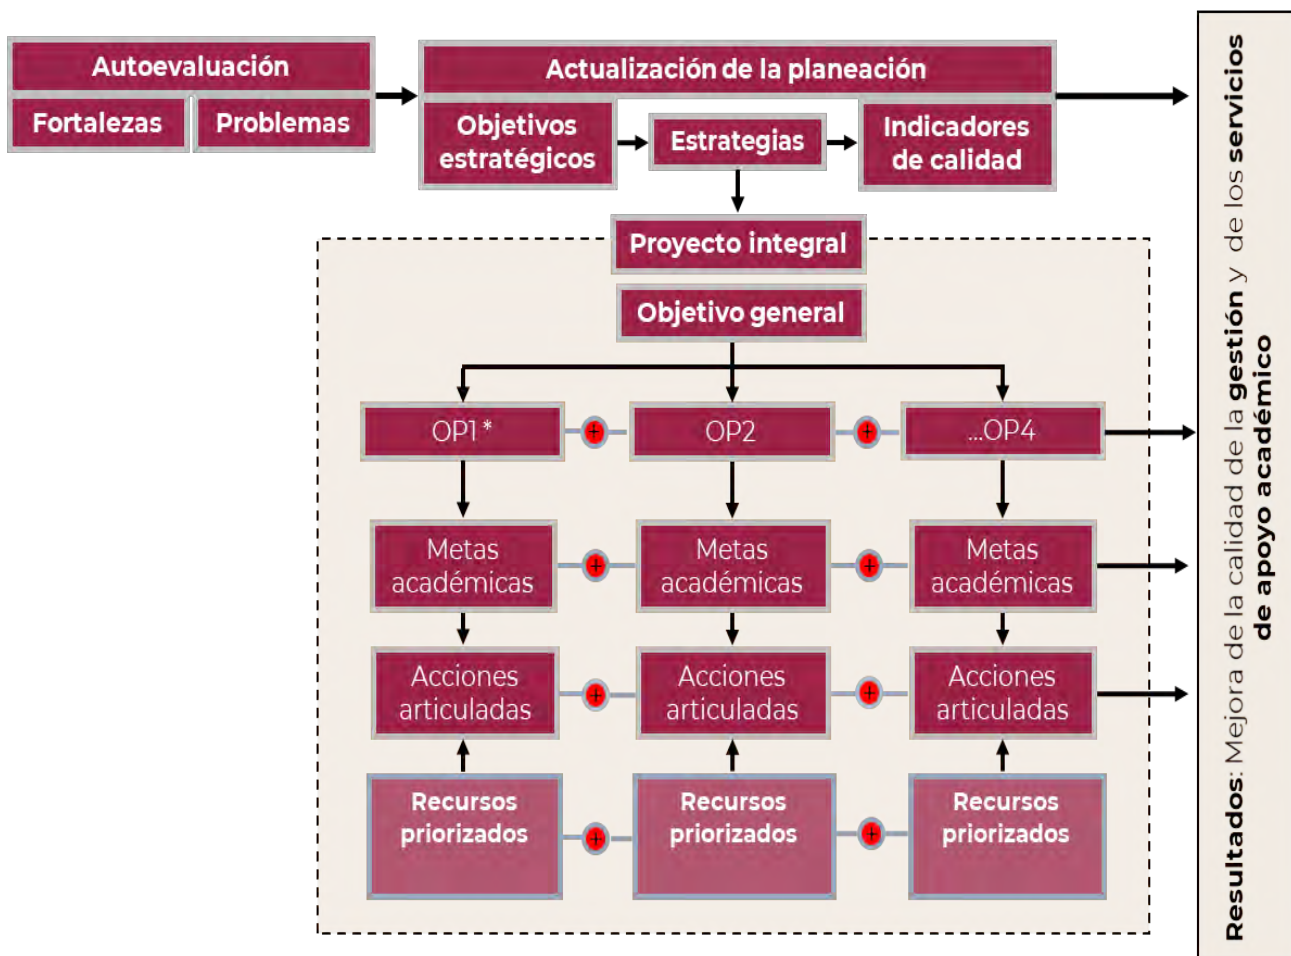 Autoevaluación
Fortalezas
Problemas
Actualización de la planeación
Objetivos
estratégicos
Estrategias
Indicadores
de calidad
Proyecto integral
Objetivo general
OP1 *
+
OP2
+
...OP4
Metas
académicas
+
Metas
académicas
+
Metas
académicas
Acciones
articuladas
+
Acciones
articuladas
+
Acciones
articuladas
Recursos
priorizados
+
Recursos
priorizados
+
Recursos
priorizados
Resultados: Mejora de la calidad de la gestión y de los servicios
de apoyo académico